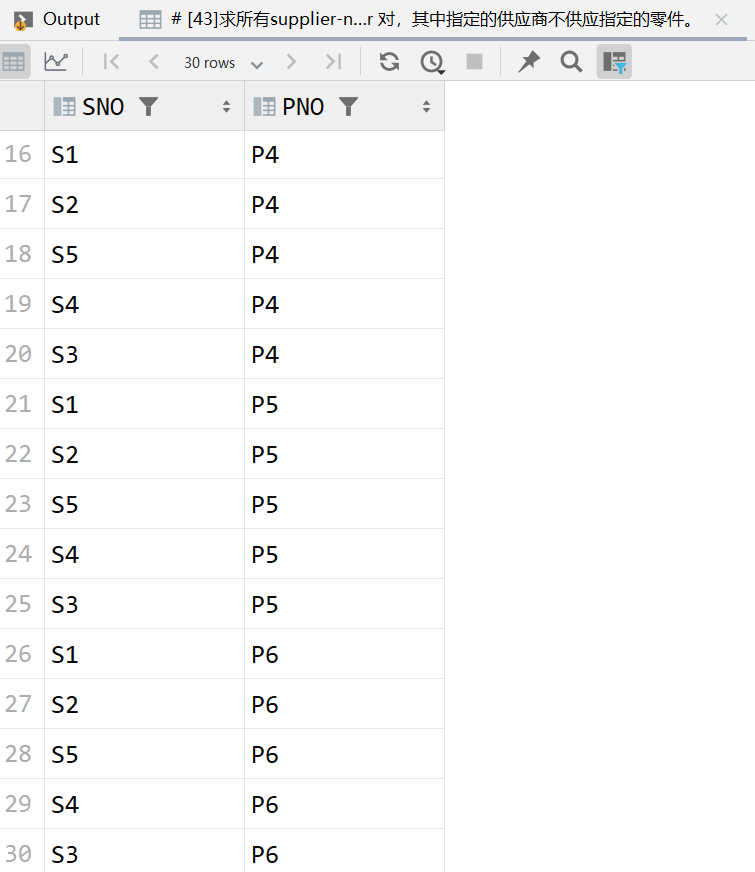 Output # [43]求所有supplier-n...r 对，其中指定的供应商不供应指定的零件。
30 rows
SNO PNO
16 S1 P4
17 S2 P4
18 S5 P4
19 S4 P4
20 S3 P4
21 S1 P5
22 S2 P5
23 S5 P5
24 S4 P5
25 S3 P5
26 S1 P6
27 S2 P6
28 S5 P6
29 S4 P6
30 S3 P6